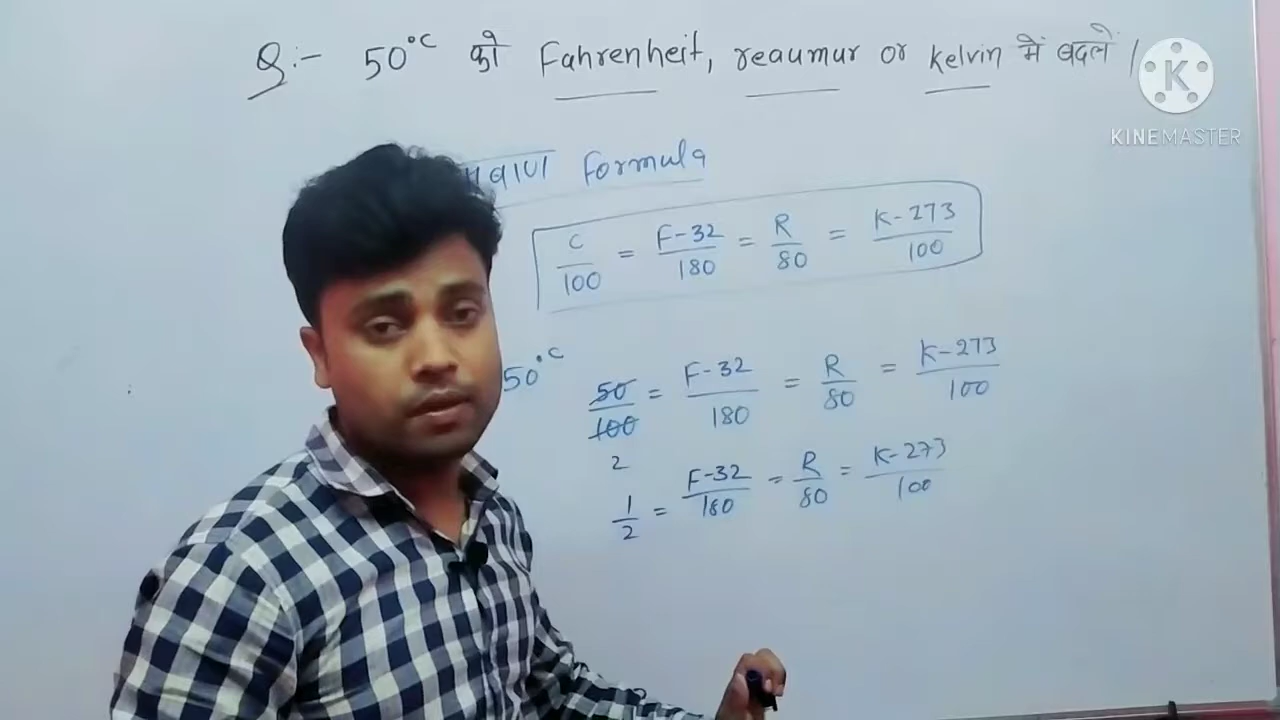 Q:- 50°C को Fahrenheit, reaumur or kelvin में बदलें |
K
KINEMASTER
Formula
C/100 = F-32/180 = R/80 = K-273/100
50°C 50/100 = F-32/180 = R/80 = K-273/100
2
1/2 = F-32/180 = R/80 = K-273/100